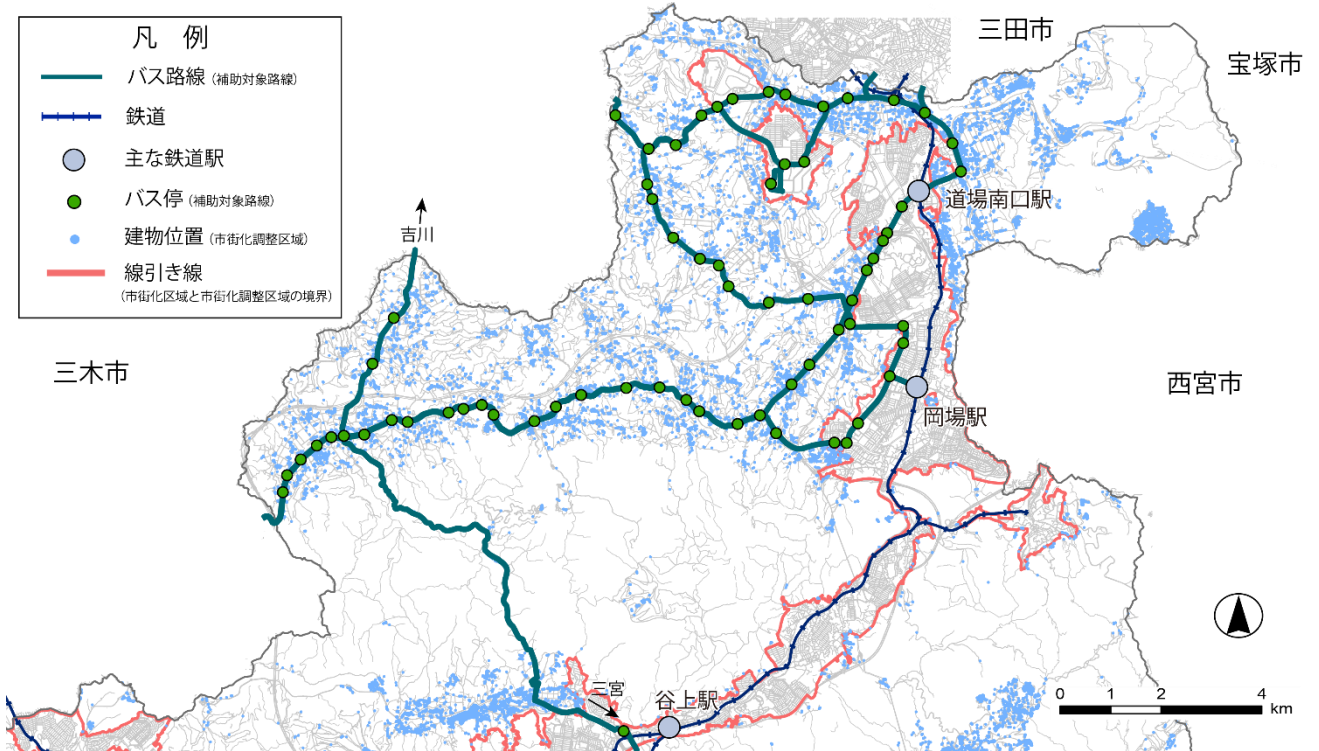 凡 例
バス路線 (補助対象路線)
鉄道
主な鉄道駅
バス停 (補助対象路線)
建物位置 (市街化調整区域)
線引き線
(市街化区域と市街化調整区域の境界)
三田市
宝塚市
道場南口駅
吉川
三木市
西宮市
岡場駅
三宮
谷上駅
0 1 2 4
km